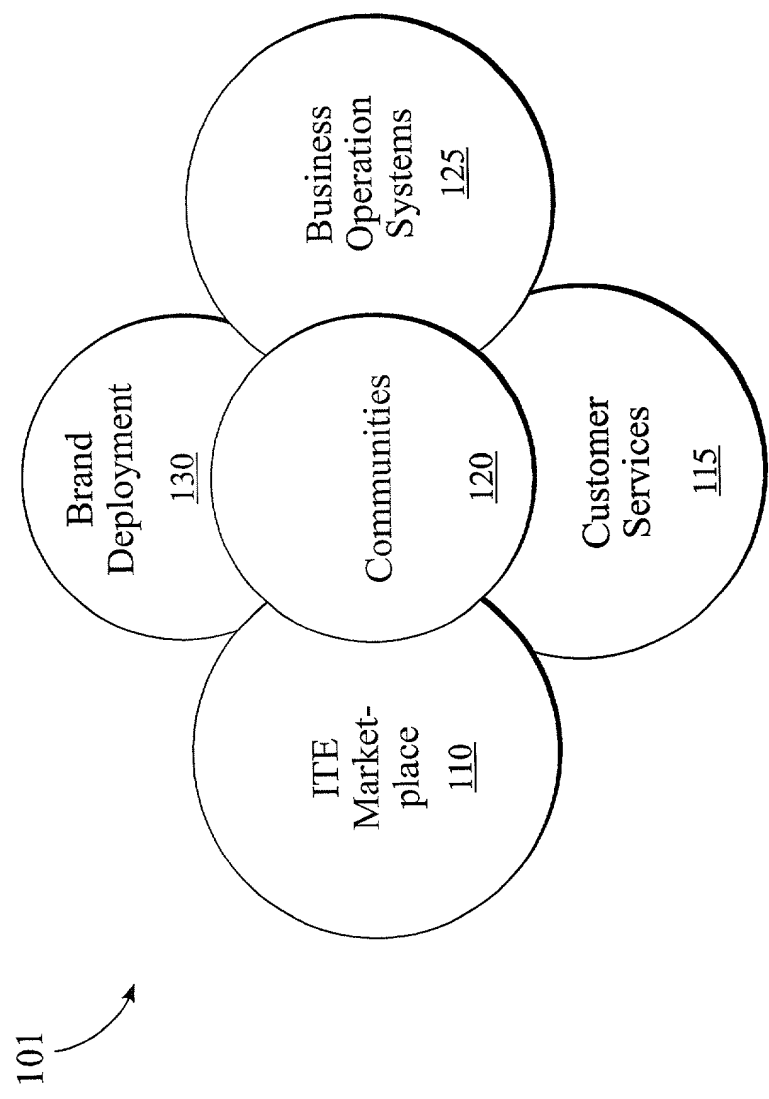 Brand
Deployment
130
ITE
Market-
place
110
Communities
120
Business
Operation
Systems
125
Customer
Services
115
101